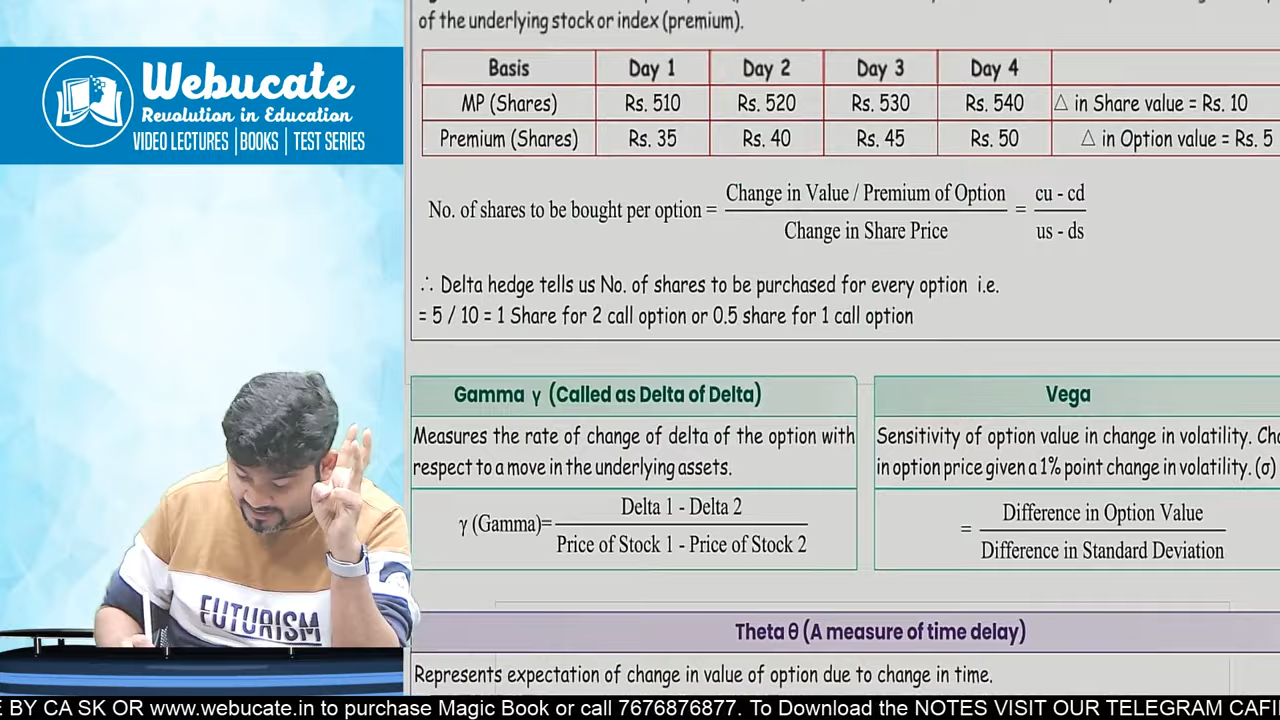 of the underlying stock or index (premium).
Webucate
Revolution in Education
VIDEO LECTURES | BOOKS | TEST SERIES
Basis Day 1 Day 2 Day 3 Day 4
MP (Shares) Rs. 510 Rs. 520 Rs. 530 Rs. 540 △ in Share value = Rs. 10
Premium (Shares) Rs. 35 Rs. 40 Rs. 45 Rs. 50 △ in Option value = Rs. 5
No. of shares to be bought per option = Change in Value / Premium of Option = cu - cd
Change in Share Price us - ds
∴ Delta hedge tells us No. of shares to be purchased for every option i.e.
= 5 / 10 = 1 Share for 2 call option or 0.5 share for 1 call option
Gamma γ (Called as Delta of Delta)
Measures the rate of change of delta of the option with
respect to a move in the underlying assets.
γ (Gamma)= Delta 1 - Delta 2
Price of Stock 1 - Price of Stock 2
Vega
Sensitivity of option value in change in volatility.
in option price given a 1% point change in volatility. (σ)
= Difference in Option Value
Difference in Standard Deviation
FUTURISM
Theta θ (A measure of time delay)
Represents expectation of change in value of option due to change in time.
BY CA SK OR www.webucate.in to purchase Magic Book or call 7676876877. To Download the NOTES VISIT OUR TELEGRAM